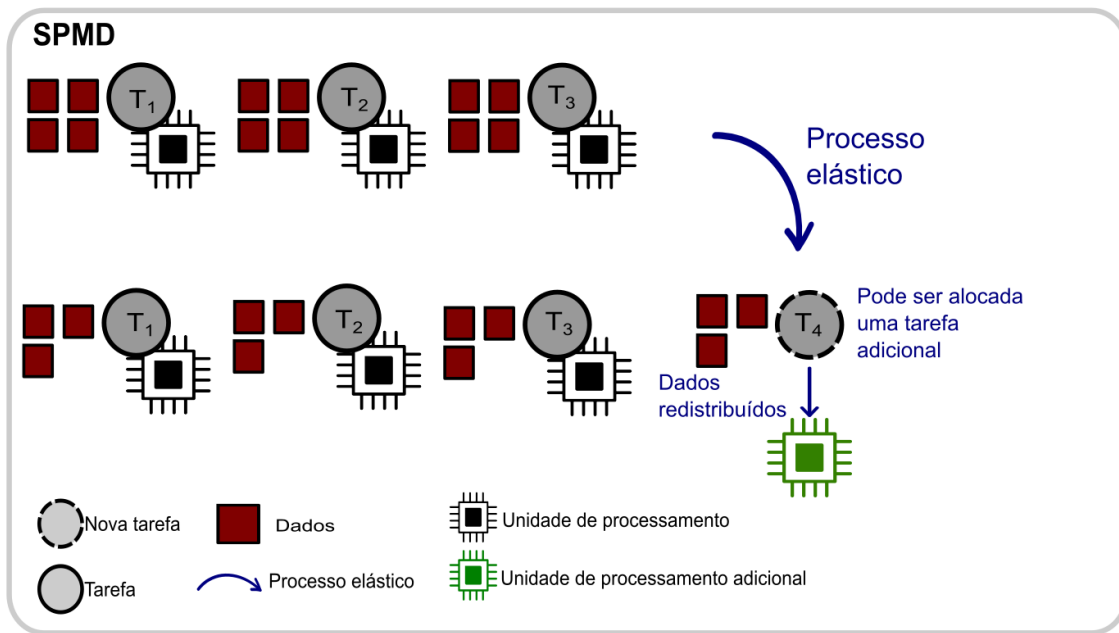 SPMD
T1
T2
T3
Processo
elástico
T1
T2
T3
T4
Pode ser alocada
uma tarefa
adicional
Dados
redistribuídos
Nova tarefa
Dados
Unidade de processamento
Tarefa
Processo elástico
Unidade de processamento adicional